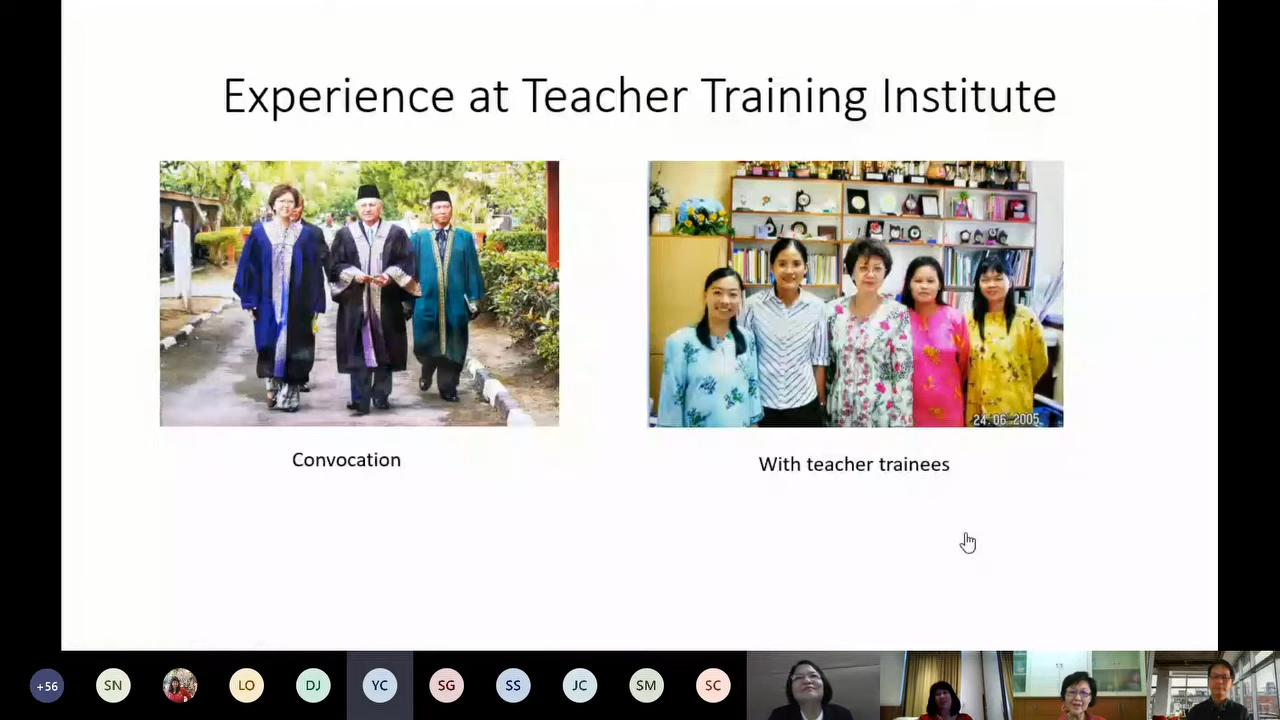 Experience at Teacher Training Institute
24.06.2005
Convocation
With teacher trainees
+56
SN
LO
DJ
YC
SG
SS
JC
SM
SC